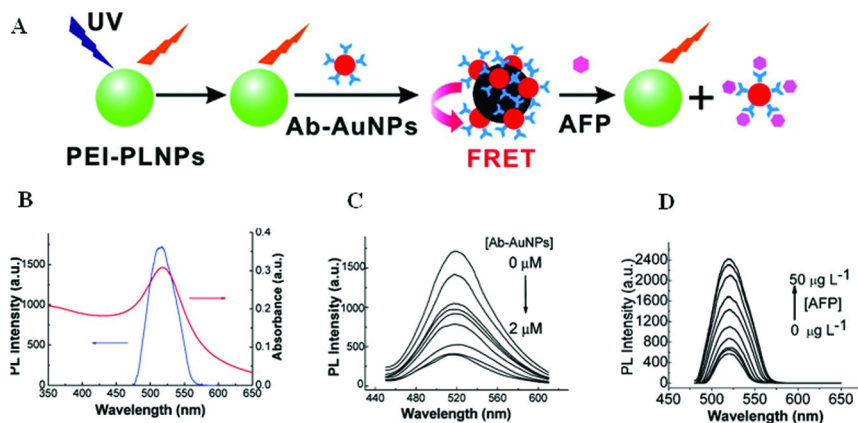 A
UV
PEI-PLNPs
Ab-AuNPs
FRET
AFP
B
PL Intensity (a.u.)
1500
1000
500
0
350 400 450 500 550 600 650
Wavelength (nm)
0.4
0.3
0.2
0.1
0.0
Absorbance (a.u.)
C
PL Intensity (a.u.)
1500
1000
500
0
440 480 520 560 600
Wavelength (nm)
[Ab-AuNPs]
0 μM
2 μM
D
PL Intensity (a.u.)
2400
2000
1600
1200
800
400
0
450 500 550 600 650
Wavelength (nm)
50 μg L⁻¹
[AFP]
0 μg L⁻¹